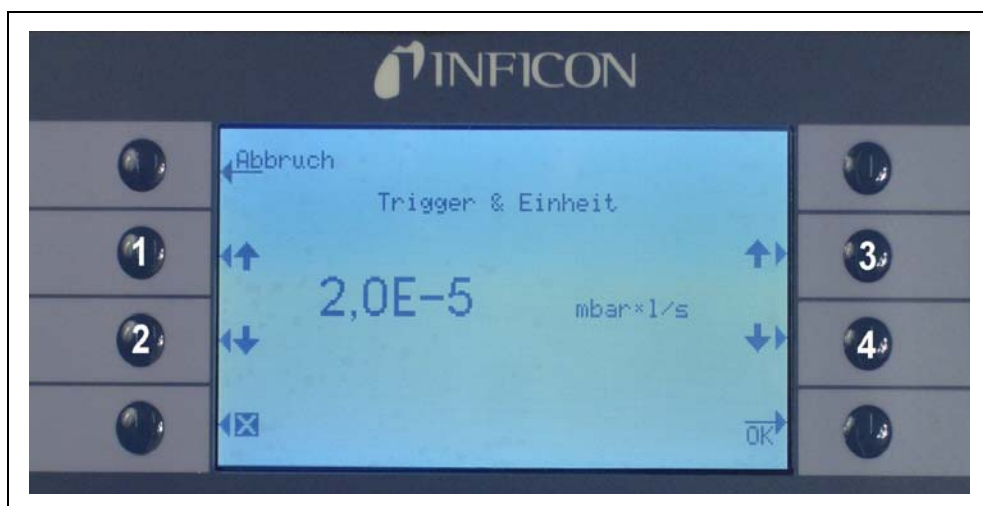 INFICON
Abbruch
Trigger & Einheit
1
3
2,0E-5 mbar×l/s
2
4
OK